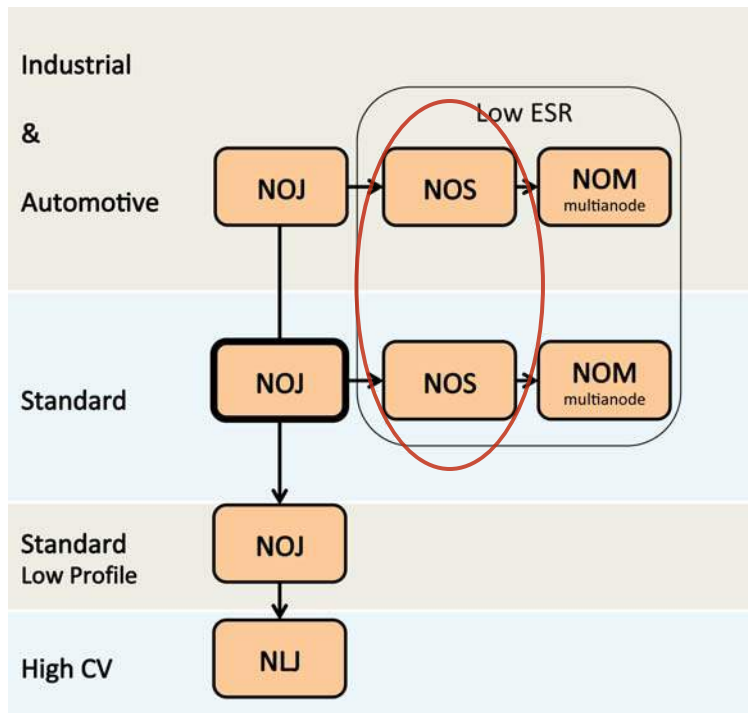 Industrial
&
Automotive
Low ESR
NOJ
NOS
NOM
multianode
Standard
NOJ
NOS
NOM
multianode
Standard
Low Profile
NOJ
High CV
NLJ